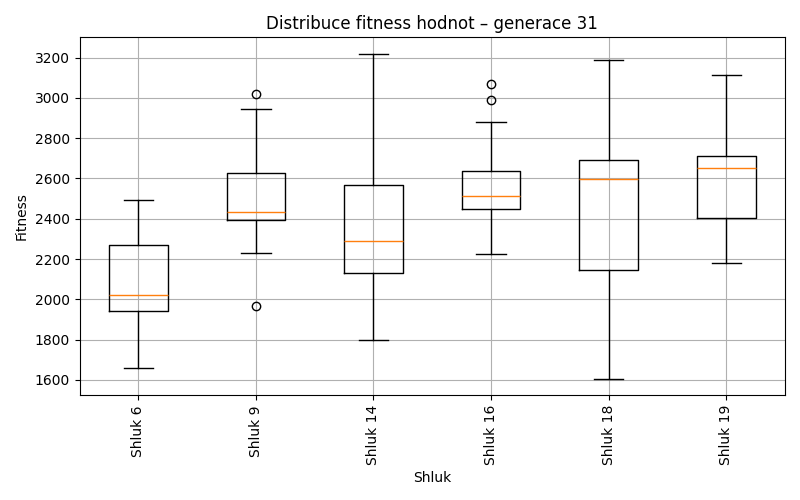 Distribuce fitness hodnot – generace 31
Fitness
3200
3000
2800
2600
2400
2200
2000
1800
1600
Shluk 6
Shluk 9
Shluk 14
Shluk 16
Shluk 18
Shluk 19
Shluk